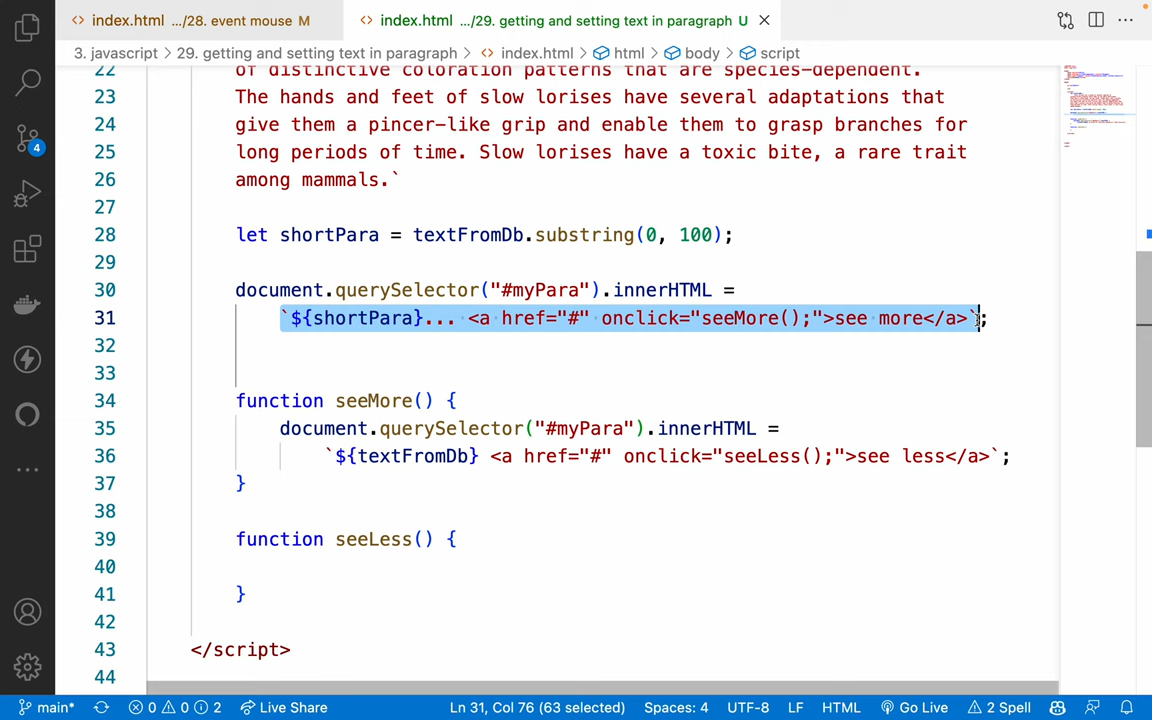 index.html .../28. event mouse M
index.html .../29. getting and setting text in paragraph U
3. javascript > 29. getting and setting text in paragraph > index.html > html > body > script
22 of distinctive coloration patterns that are species-dependent.
23 The hands and feet of slow lorises have several adaptations that
24 give them a pincer-like grip and enable them to grasp branches for
25 long periods of time. Slow lorises have a toxic bite, a rare trait
26 among mammals.`
27
28 let shortPara = textFromDb.substring(0, 100);
29
30 document.querySelector("#myPara").innerHTML =
31 `${shortPara}... <a href="#" onclick="seeMore();">see more</a>`;
32
33
34 function seeMore() {
35 document.querySelector("#myPara").innerHTML =
36 `${textFromDb} <a href="#" onclick="seeLess();">see less</a>`;
37 }
38
39 function seeLess() {
40
41 }
42
43 </script>
44
4
main* 0 0 2 Live Share Ln 31, Col 76 (63 selected) Spaces: 4 UTF-8 LF HTML Go Live 2 Spell